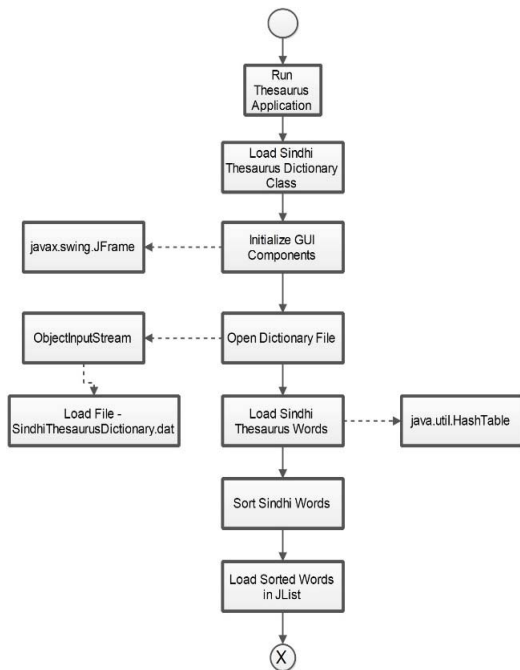 Run
Thesaurus
Application
Load Sindhi
Thesaurus Dictionary
Class
javax.swing.JFrame
Initialize GUI
Components
ObjectInputStream
Open Dictionary File
Load File -
SindhiThesaurusDictionary.dat
Load Sindhi
Thesaurus Words
java.util.HashTable
Sort Sindhi Words
Load Sorted Words
in JList
X